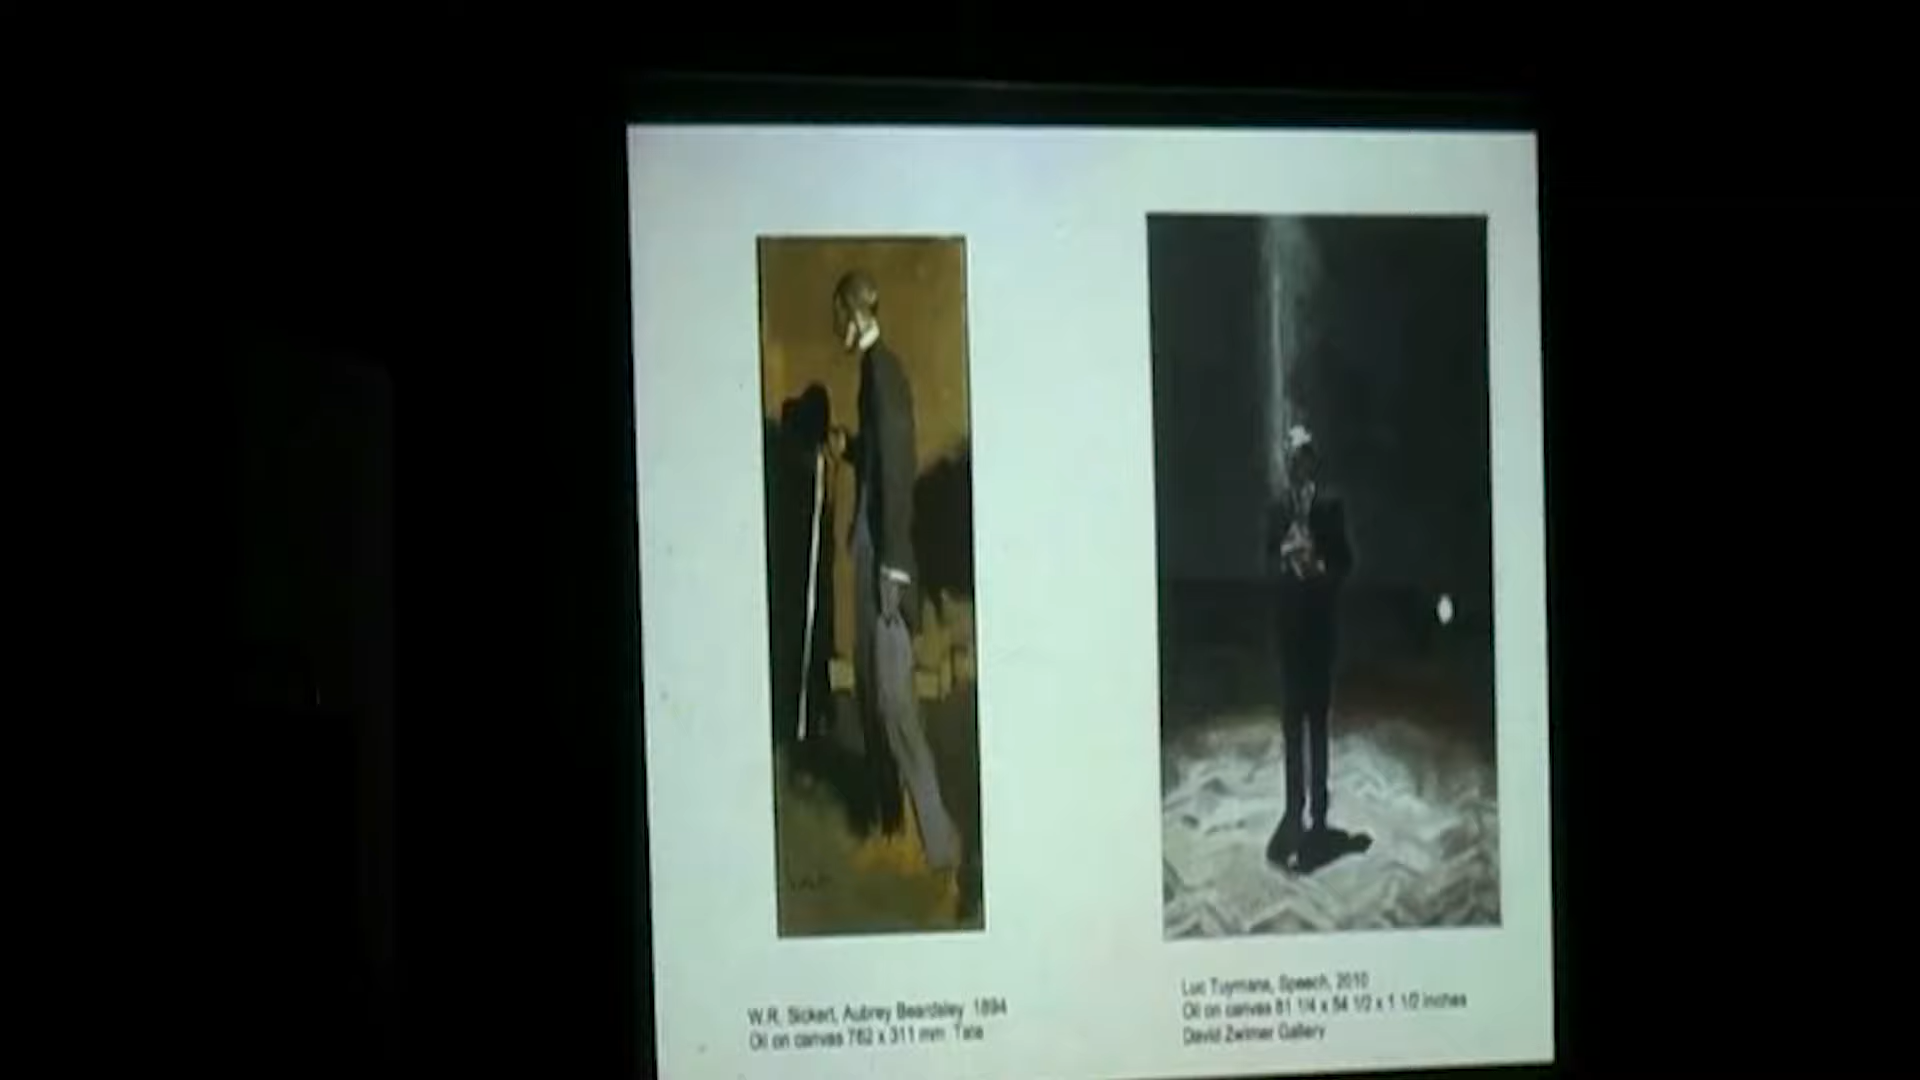 W.R. Sickert, Aubrey Beardsley 1894
Oil on canvas 762 x 311 mm Tate
Luc Tuymans, Speech, 2010
Oil on canvas 81 1/4 x 54 1/2 x 1 1/2 inches
David Zwirner Gallery